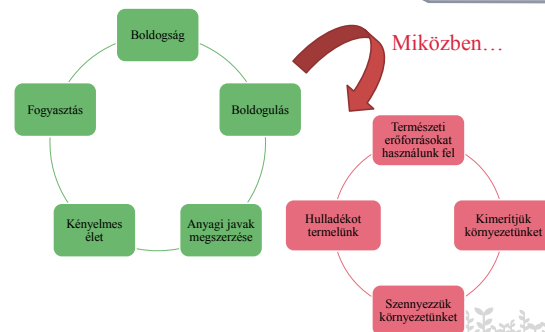 Boldogság
Boldogulás
Anyagi javak
megszerzése
Kényelmes
élet
Fogyasztás
Miközben…
Természeti
erőforrásokat
használunk fel
Kimerítjük
környezetünket
Szennyezzük
környezetünket
Hulladékot
termelünk